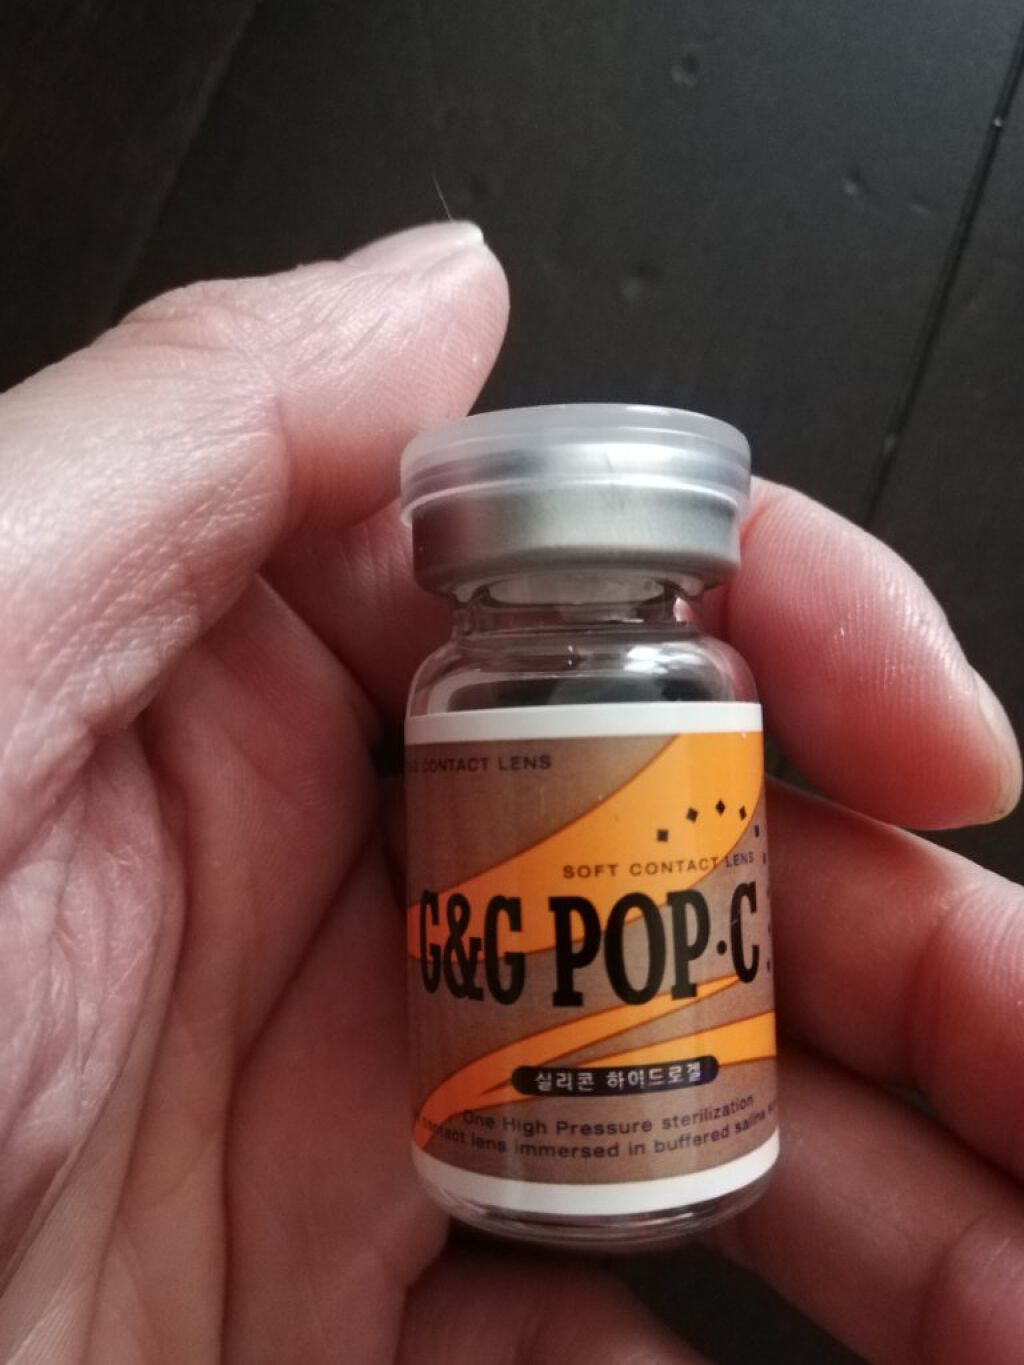 CONTACT LENS
SOFT CONTACT LENS
G&G POP·C
실리콘 하이드로겔
One High Pressure sterilization
contact lens immersed in buffered saline